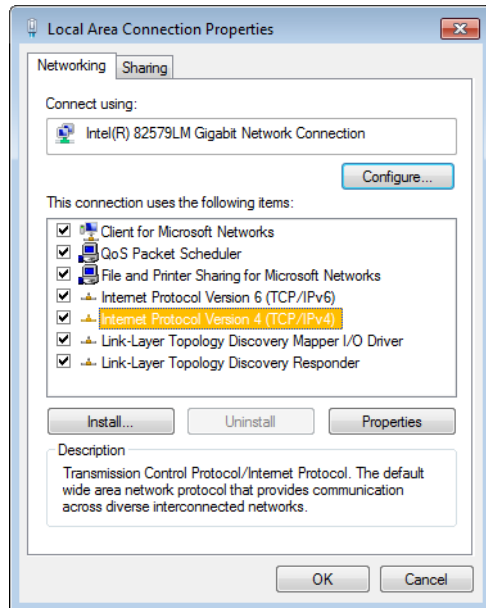 Local Area Connection Properties
Networking Sharing
Connect using:
Intel(R) 82579LM Gigabit Network Connection
Configure...
This connection uses the following items:
Client for Microsoft Networks
QoS Packet Scheduler
File and Printer Sharing for Microsoft Networks
Internet Protocol Version 6 (TCP/IPv6)
Internet Protocol Version 4 (TCP/IPv4)
Link-Layer Topology Discovery Mapper I/O Driver
Link-Layer Topology Discovery Responder
Install... Uninstall Properties
Description
Transmission Control Protocol/Internet Protocol. The default
wide area network protocol that provides communication
across diverse interconnected networks.
OK Cancel